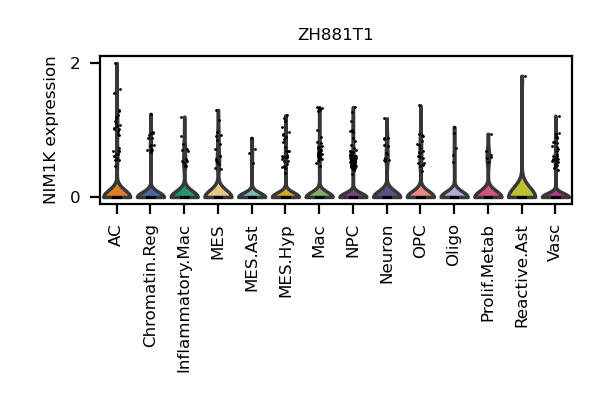 ZH881T1
NIM1K expression
2
0
AC
Chromatin.Reg
Inflammatory.Mac
MES
MES.Ast
MES.Hyp
Mac
NPC
Neuron
OPC
Oligo
Prolif.Metab
Reactive.Ast
Vasc